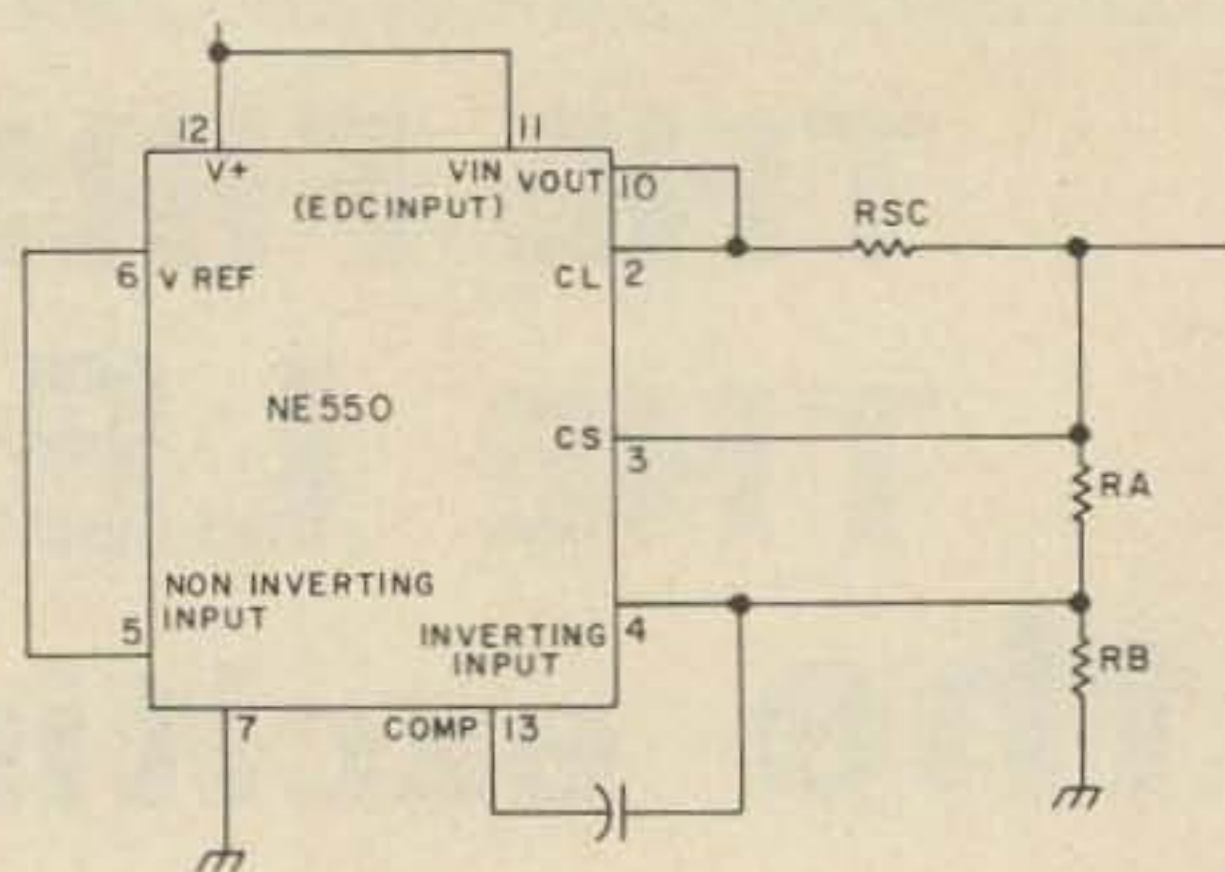 12
11
V+
VIN
VOUT
10
(EDCINPUT)
RSC
6
V REF
CL
2
NE550
CS
3
RA
NON INVERTING
INPUT
5
INVERTING
INPUT
4
RB
7
COMP
13